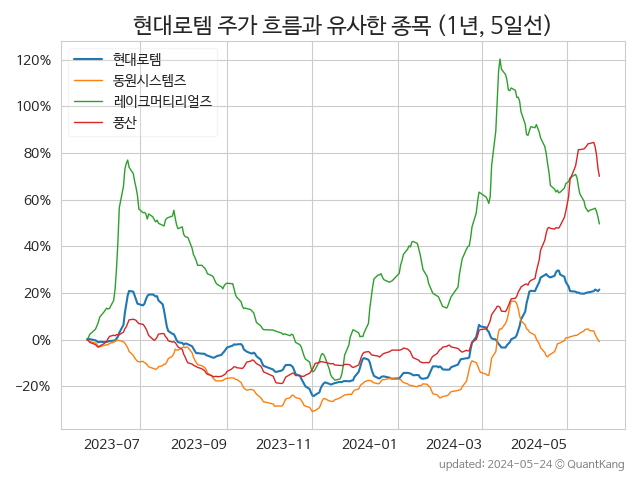 현대로템 주가 흐름과 유사한 종목 (1년, 5일선)
현대로템
동원시스템즈
레이크머티리얼즈
풍산
120%
100%
80%
60%
40%
20%
0%
−20%
2023-07
2023-09
2023-11
2024-01
2024-03
2024-05
updated: 2024-05-24 © QuantKang